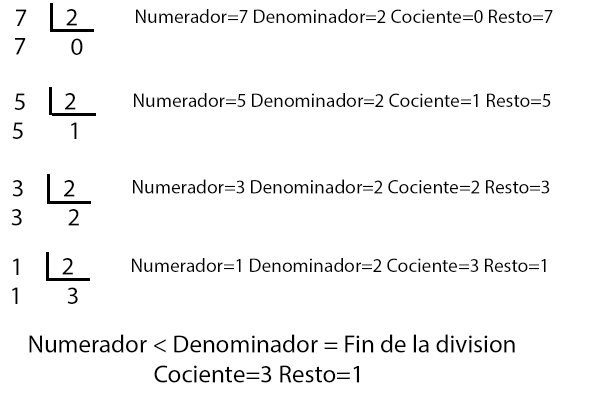 7 2 Numerador=7 Denominador=2 Cociente=0 Resto=7
7 0
5 2 Numerador=5 Denominador=2 Cociente=1 Resto=5
5 1
3 2 Numerador=3 Denominador=2 Cociente=2 Resto=3
3 2
1 2 Numerador=1 Denominador=2 Cociente=3 Resto=1
1 3
Numerador < Denominador = Fin de la division
Cociente=3 Resto=1